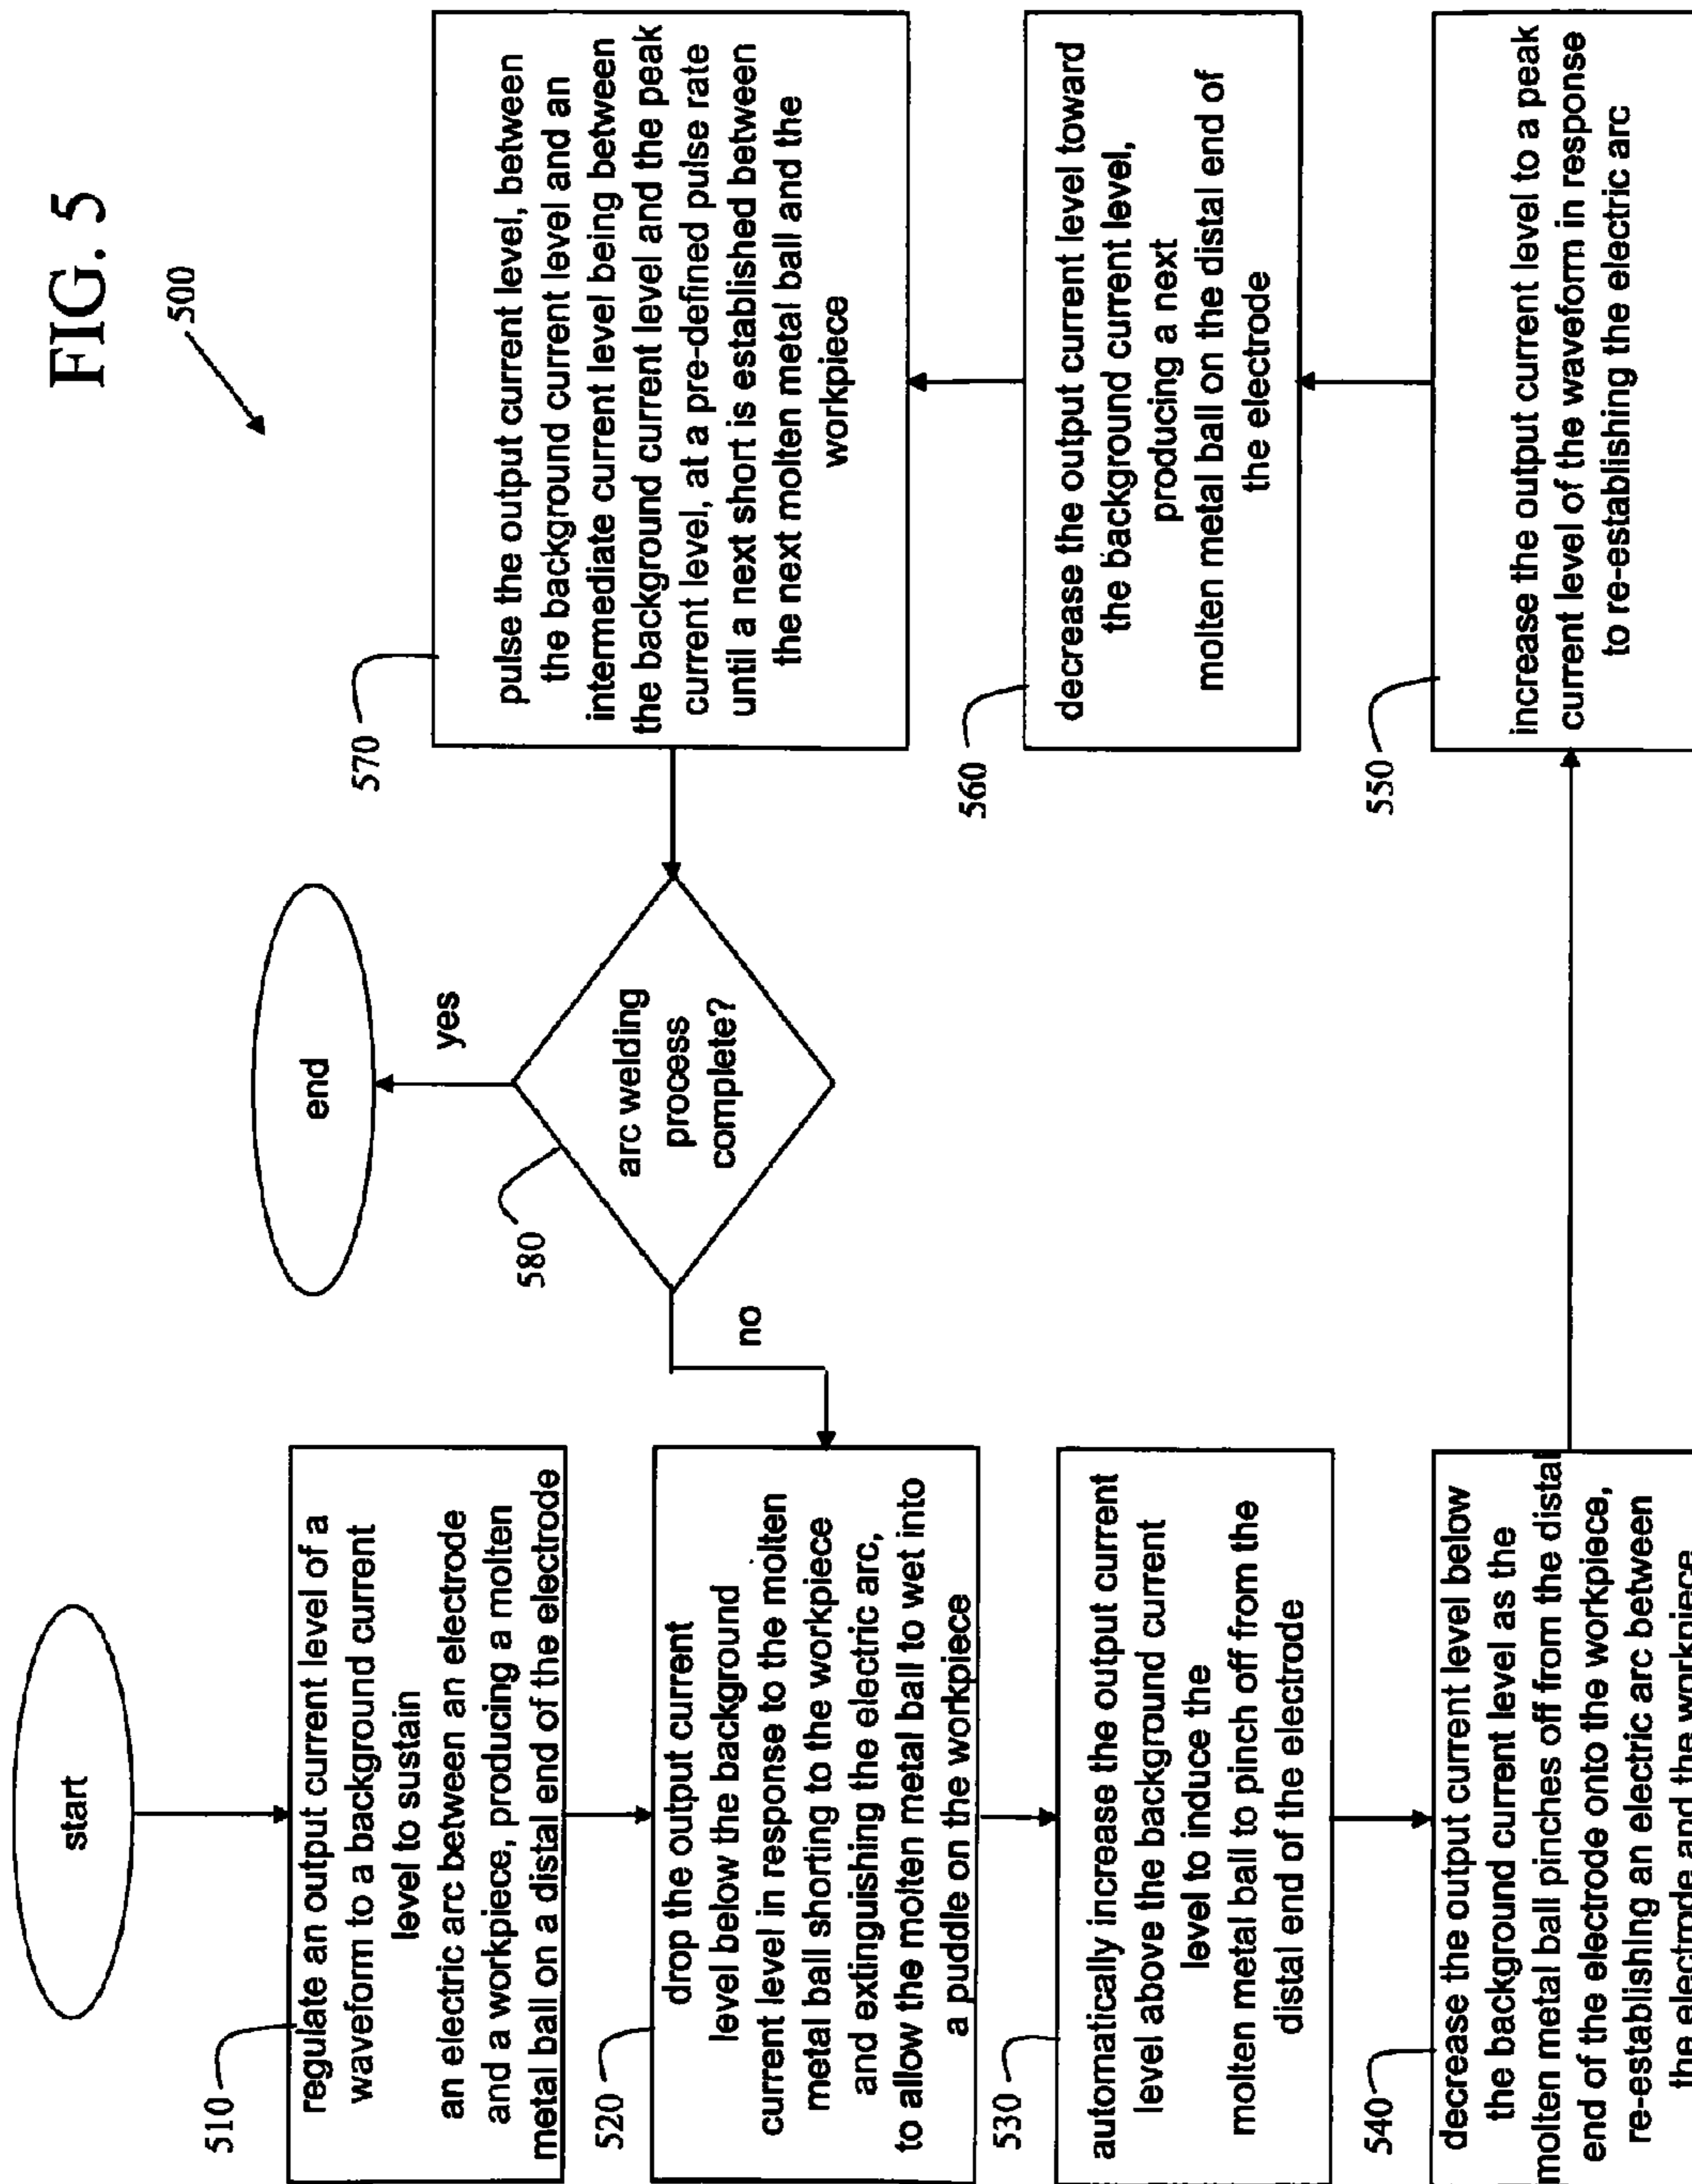 FIG. 5
500
start
510
regulate an output current level of a
waveform to a background current
level to sustain
an electric arc between an electrode
and a workpiece, producing a molten
metal ball on a distal end of the electrode
520
drop the output current
level below the background
current level in response to the molten
metal ball shorting to the workpiece
and extinguishing the electric arc,
to allow the molten metal ball to wet into
a puddle on the workpiece
530
automatically increase the output current
level above the background current
level to induce the
molten metal ball to pinch off from the
distal end of the electrode
540
decrease the output current level below
the background current level as the
molten metal ball pinches off from the distal
end of the electrode onto the workpiece,
re-establishing an electric arc between
the electrode and the workpiece
550
increase the output current level to a peak
current level of the waveform in response
to re-establishing the electric arc
560
decrease the output current level toward
the background current level,
producing a next
molten metal ball on the distal end of
the electrode
570
pulse the output current level, between
the background current level and an
intermediate current level being between
the background current level and the peak
current level, at a pre-defined pulse rate
until a next short is established between
the next molten metal ball and the
workpiece
580
arc welding
process
complete?
yes
no
end